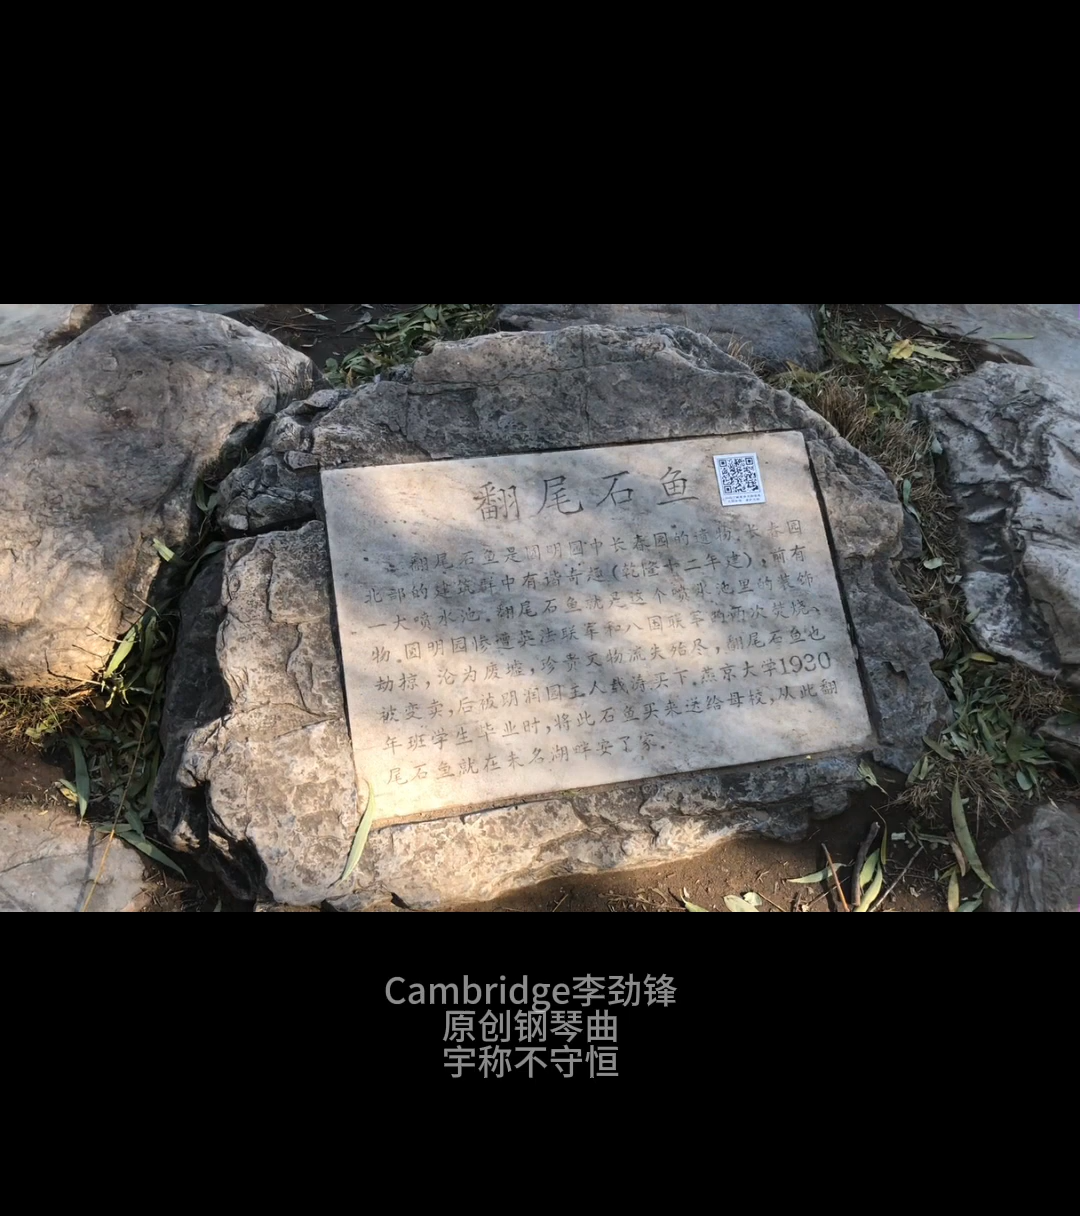 翻尾石鱼
翻尾石鱼是圆明园中长春园的遗物.长春园
北部的建筑群中有谐奇趣(乾隆十二年建),前有
一大喷水池.翻尾石鱼就是这个喷水池里的装饰
物.圆明园惨遭英法联军和八国联军的两次焚烧、
劫掠,沦为废墟,珍贵文物流失殆尽,翻尾石鱼也
被变卖,后被朗润园主人载涛买下.燕京大学1930
年班学生毕业时,将此石鱼买来送给母校,从此翻
尾石鱼就在未名湖畔安了家.
Cambridge李劲锋
原创钢琴曲
宇称不守恒